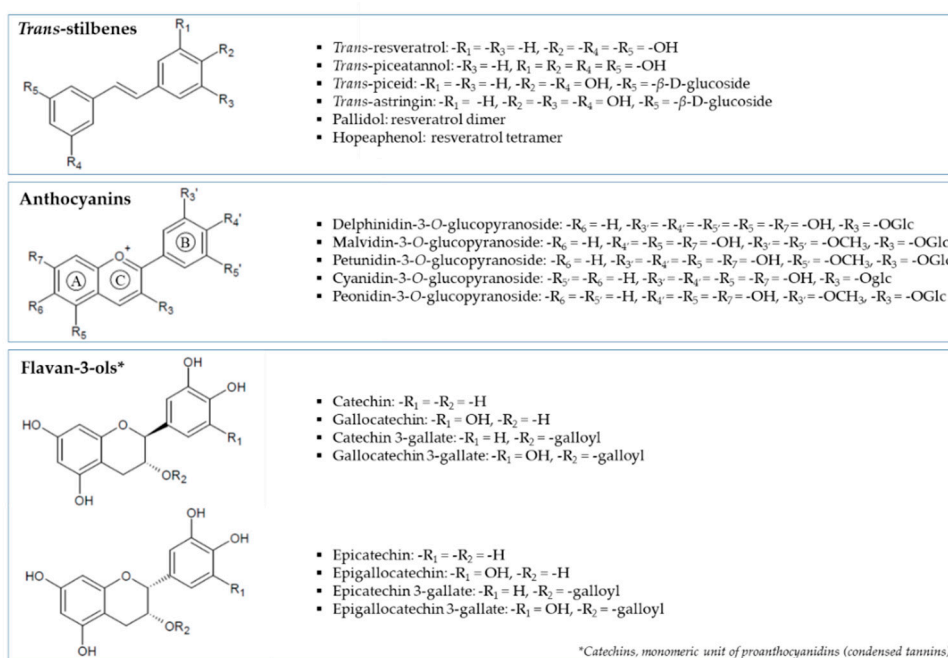 Trans-stilbenes
R₁
R₂
R₃
R₄
R₅
▪ Trans-resveratrol: -R₁ = -R₃ = -H, -R₂ = -R₄ = -R₅ = -OH
▪ Trans-piceatannol: -R₃ = -H, R₁ = R₂ = R₄ = R₅ = -OH
▪ Trans-piceid: -R₁ = -R₃ = -H, -R₂ = -R₄ = OH, -R₅ = -β-D-glucoside
▪ Trans-astringin: -R₁ = -H, -R₂ = -R₃ = -R₄ = OH, -R₅ = -β-D-glucoside
▪ Pallidol: resveratrol dimer
▪ Hopeaphenol: resveratrol tetramer
Anthocyanins
R₃'
R₄'
R₅'
B
O⁺
R₇
A
C
R₆
R₃
R₅
▪ Delphinidin-3-O-glucopyranoside: -R₆ = -H, -R₃' = -R₄' = -R₅' = -R₅ = -R₇ = -OH, -R₃ = -OGlc
▪ Malvidin-3-O-glucopyranoside: -R₆ = -H, -R₄' = -R₅ = -R₇ = -OH, -R₃' = -R₅' = -OCH₃, -R₃ = -OGlc
▪ Petunidin-3-O-glucopyranoside: -R₆ = -H, -R₃' = -R₄' = -R₅ = -R₇ = -OH, -R₅' = -OCH₃, -R₃ = -OGlc
▪ Cyanidin-3-O-glucopyranoside: -R₅' = -R₆ = -H, -R₃' = -R₄' = -R₅ = -R₇ = -OH, -R₃ = -Oglc
▪ Peonidin-3-O-glucopyranoside: -R₆ = -R₅' = -H, -R₄' = -R₅ = -R₇ = -OH, -R₃' = -OCH₃, -R₃ = -OGlc
Flavan-3-ols*
OH
OH
HO
O
R₁
OR₂
OH
▪ Catechin: -R₁ = -R₂ = -H
▪ Gallocatechin: -R₁ = OH, -R₂ = -H
▪ Catechin 3-gallate: -R₁ = H, -R₂ = -galloyl
▪ Gallocatechin 3-gallate: -R₁ = OH, -R₂ = -galloyl
OH
OH
HO
O
R₁
OR₂
OH
▪ Epicatechin: -R₁ = -R₂ = -H
▪ Epigallocatechin: -R₁ = OH, -R₂ = -H
▪ Epicatechin 3-gallate: -R₁ = H, -R₂ = -galloyl
▪ Epigallocatechin 3-gallate: -R₁ = OH, -R₂ = -galloyl
*Catechins, monomeric unit of proanthocyanidins (condensed tannins)